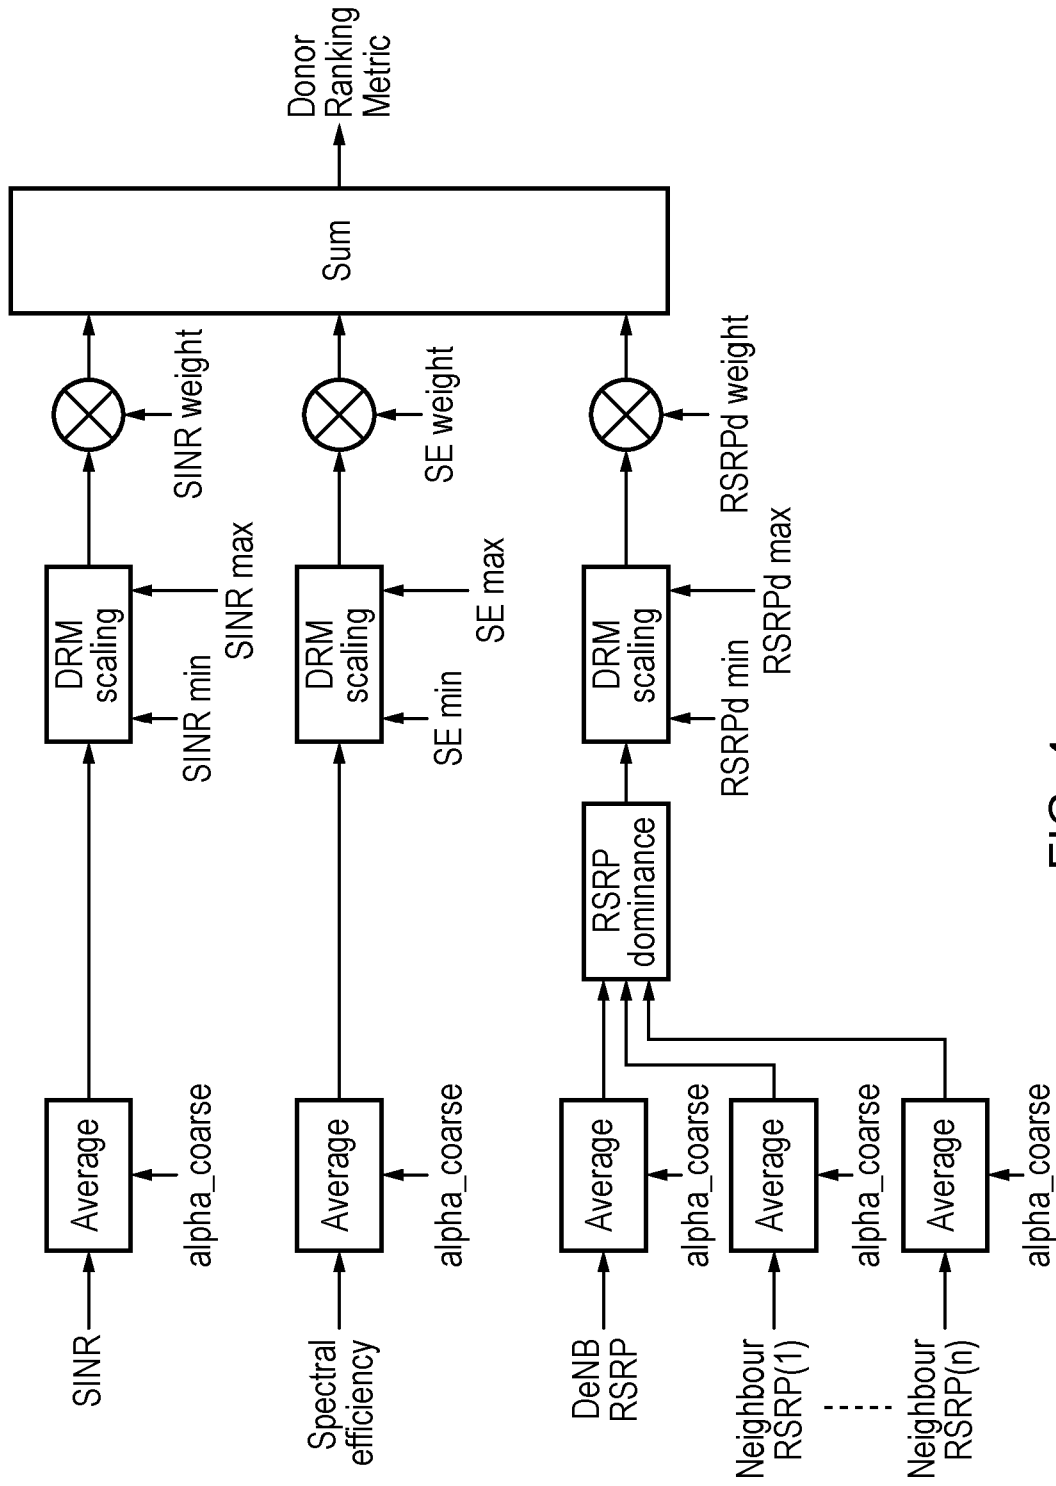 SINR
Average
alpha_coarse
DRM
scaling
SINR min
SINR max
SINR weight
Spectral
efficiency
Average
alpha_coarse
DRM
scaling
SE min
SE max
SE weight
Sum
Donor
Ranking
Metric
DeNB
RSRP
Average
alpha_coarse
Neighbour
RSRP(1)
Average
alpha_coarse
Neighbour
RSRP(n)
Average
alpha_coarse
RSRP
dominance
DRM
scaling
RSRPd min
RSRPd max
RSRPd weight